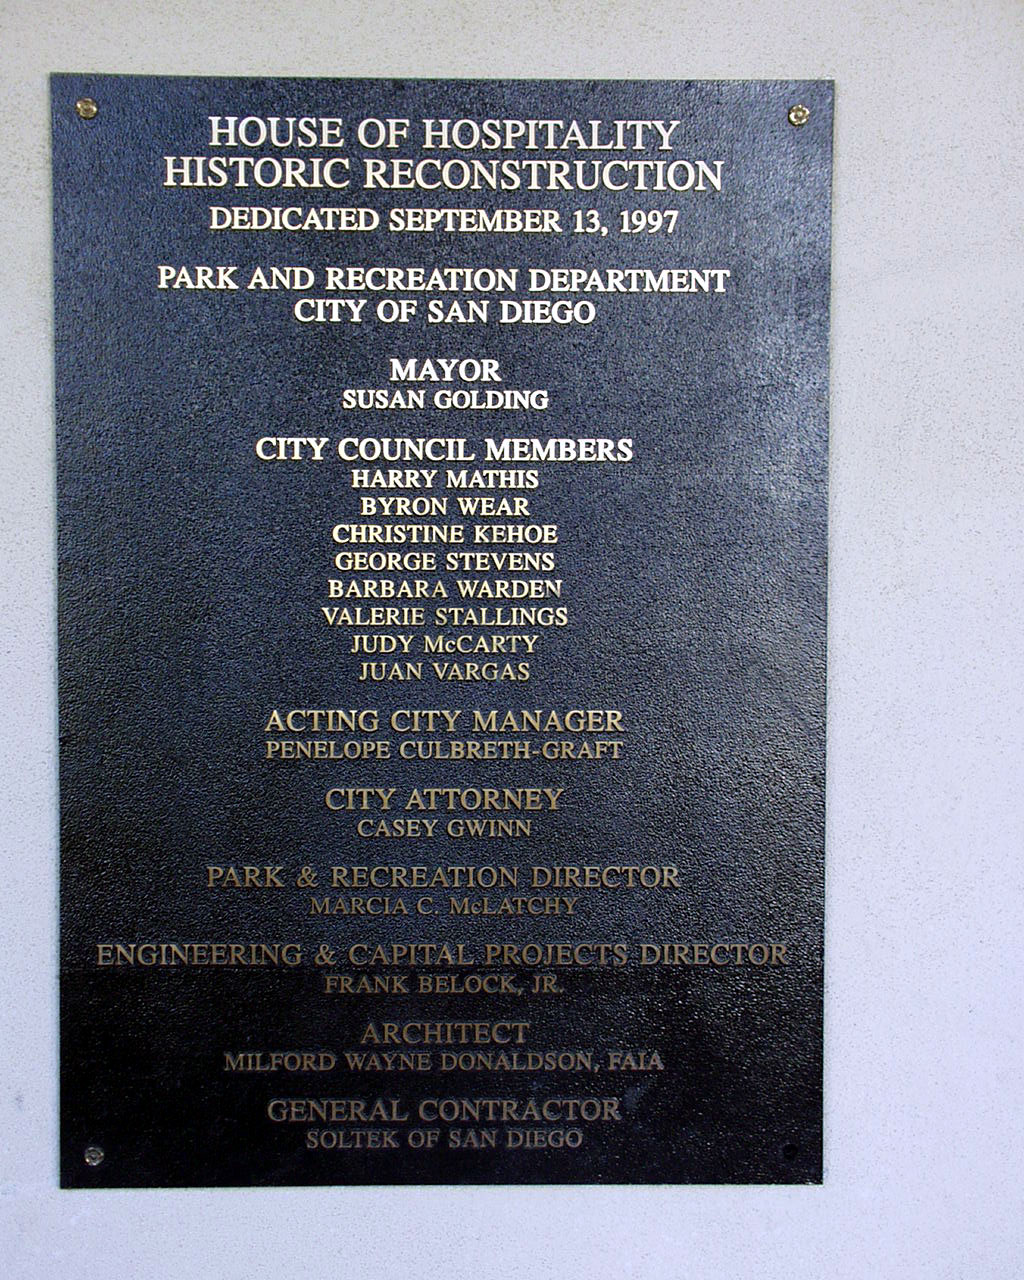 HOUSE OF HOSPITALITY
HISTORIC RECONSTRUCTION
DEDICATED SEPTEMBER 13, 1997
PARK AND RECREATION DEPARTMENT
CITY OF SAN DIEGO
MAYOR
SUSAN GOLDING
CITY COUNCIL MEMBERS
HARRY MATHIS
BYRON WEAR
CHRISTINE KEHOE
GEORGE STEVENS
BARBARA WARDEN
VALERIE STALLINGS
JUDY McCARTY
JUAN VARGAS
ACTING CITY MANAGER
PENELOPE CULBRETH-GRAFT
CITY ATTORNEY
CASEY GWINN
PARK & RECREATION DIRECTOR
MARCIA C. McLATCHY
ENGINEERING & CAPITAL PROJECTS DIRECTOR
FRANK BELOCK, JR.
ARCHITECT
MILFORD WAYNE DONALDSON, FAIA
GENERAL CONTRACTOR
SOLTEK OF SAN DIEGO